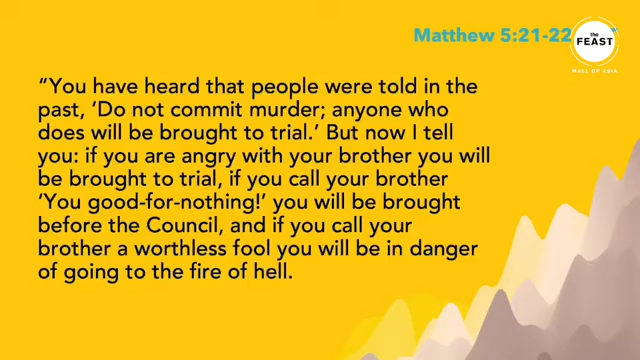 Matthew 5:21-22
the
FEAST
MALL OF ASIA
“You have heard that people were told in the
past, ‘Do not commit murder; anyone who
does will be brought to trial.’ But now I tell
you: if you are angry with your brother you will
be brought to trial, if you call your brother
‘You good-for-nothing!’ you will be brought
before the Council, and if you call your
brother a worthless fool you will be in danger
of going to the fire of hell.